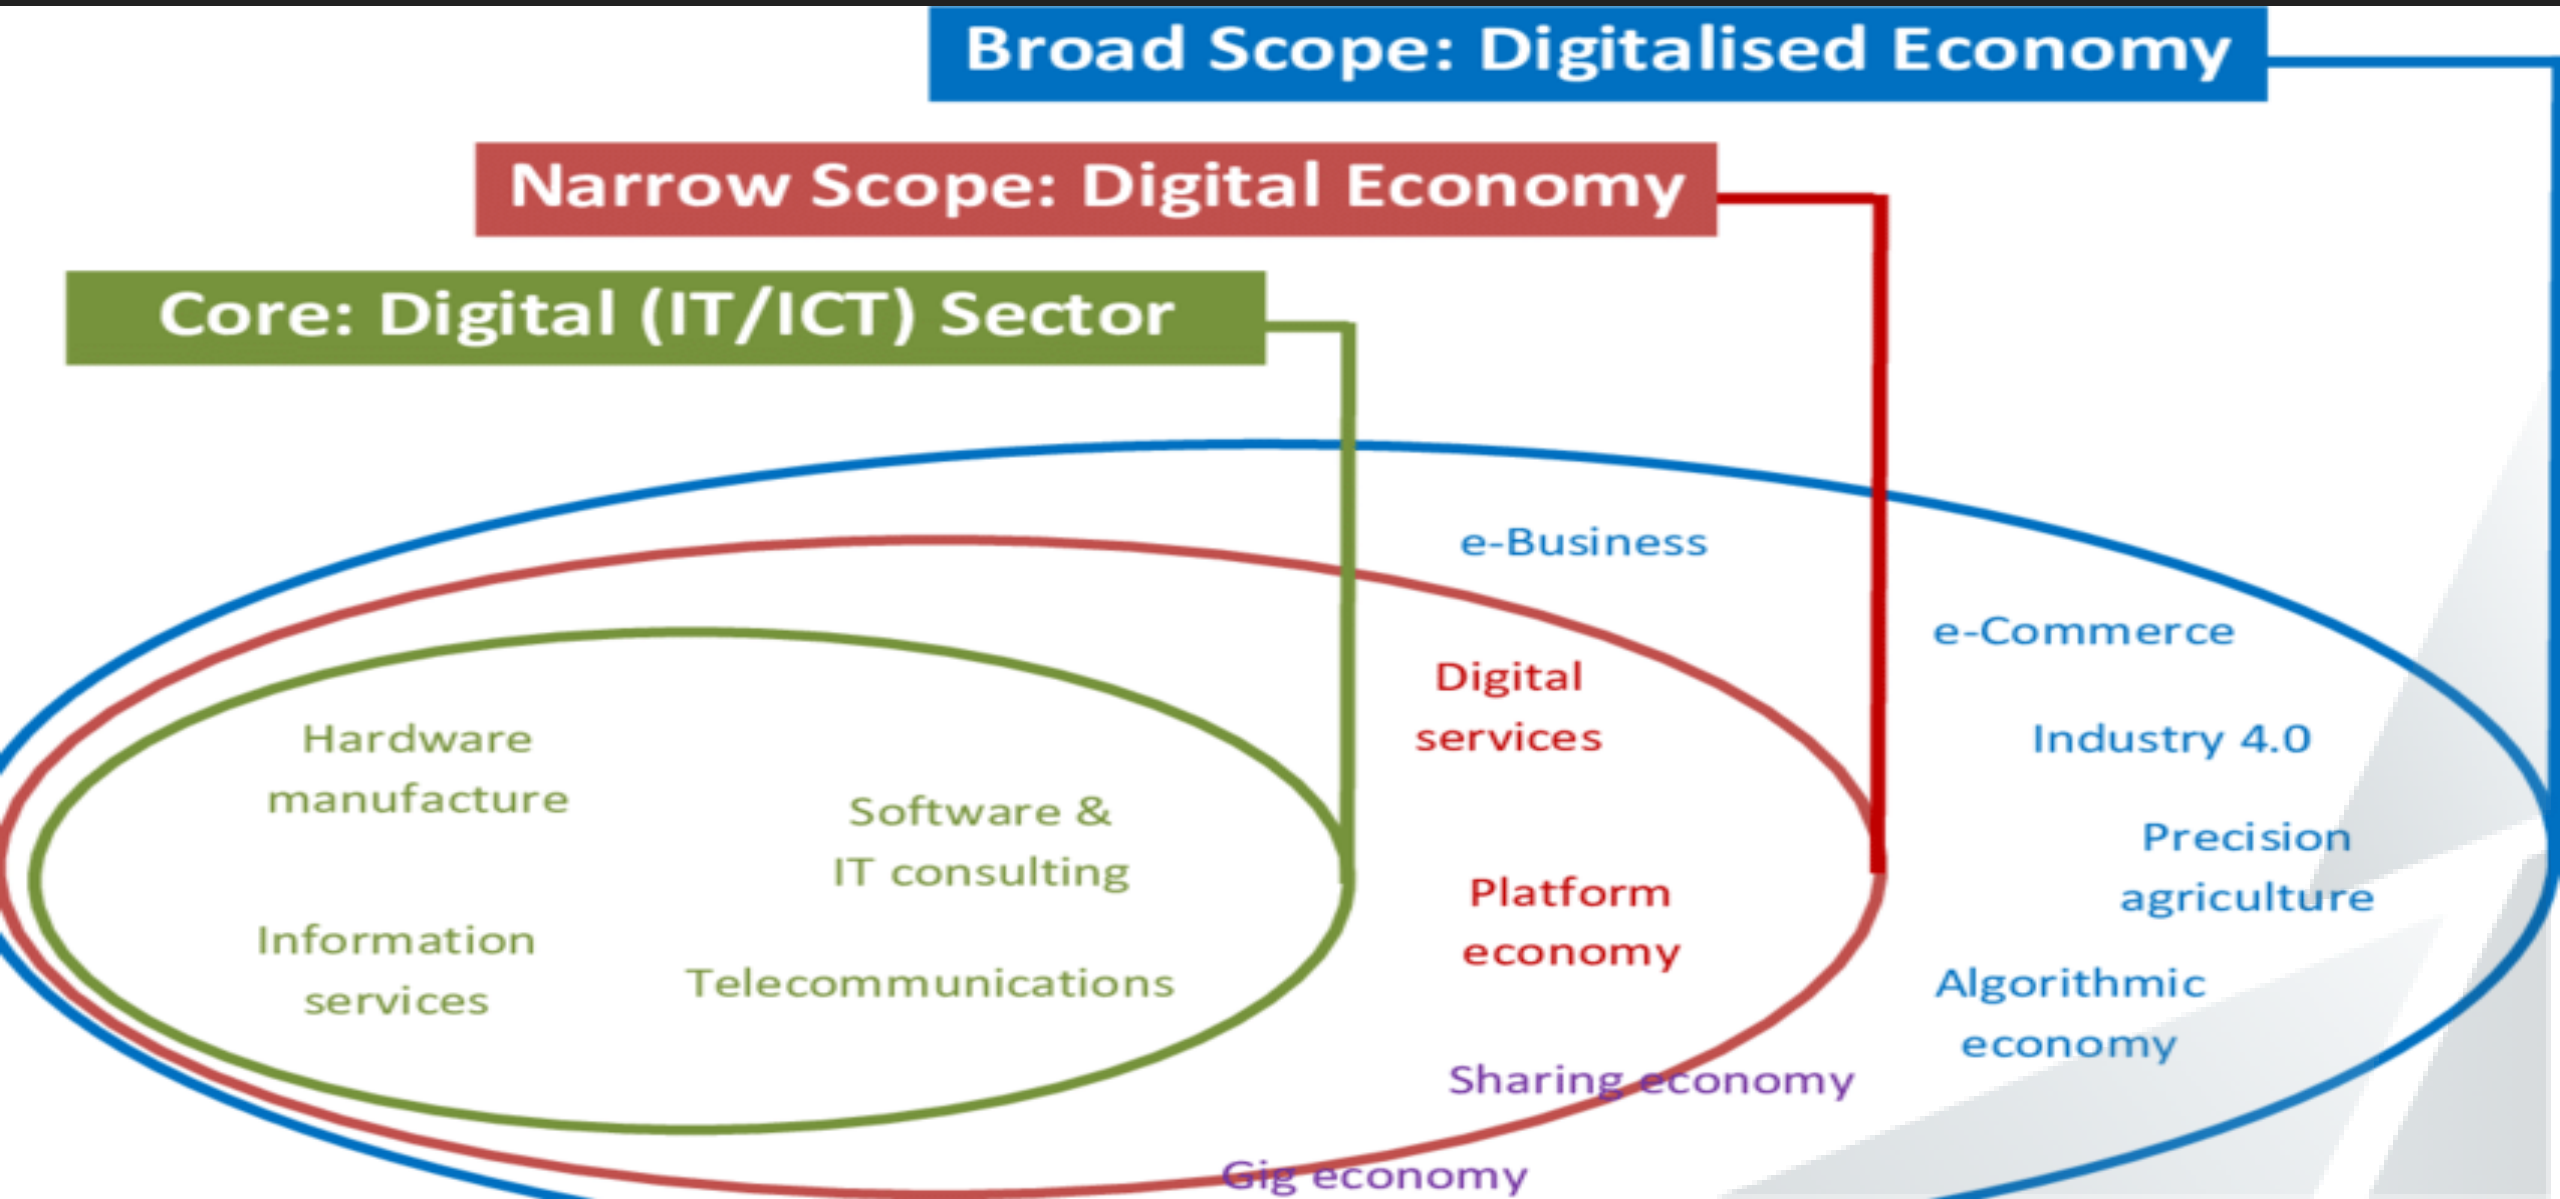 Broad Scope: Digitalised Economy
Narrow Scope: Digital Economy
Core: Digital (IT/ICT) Sector
e-Business
e-Commerce
Digital
services
Industry 4.0
Hardware
manufacture
Software &
IT consulting
Precision
agriculture
Platform
economy
Information
services
Telecommunications
Algorithmic
economy
Sharing economy
Gig economy